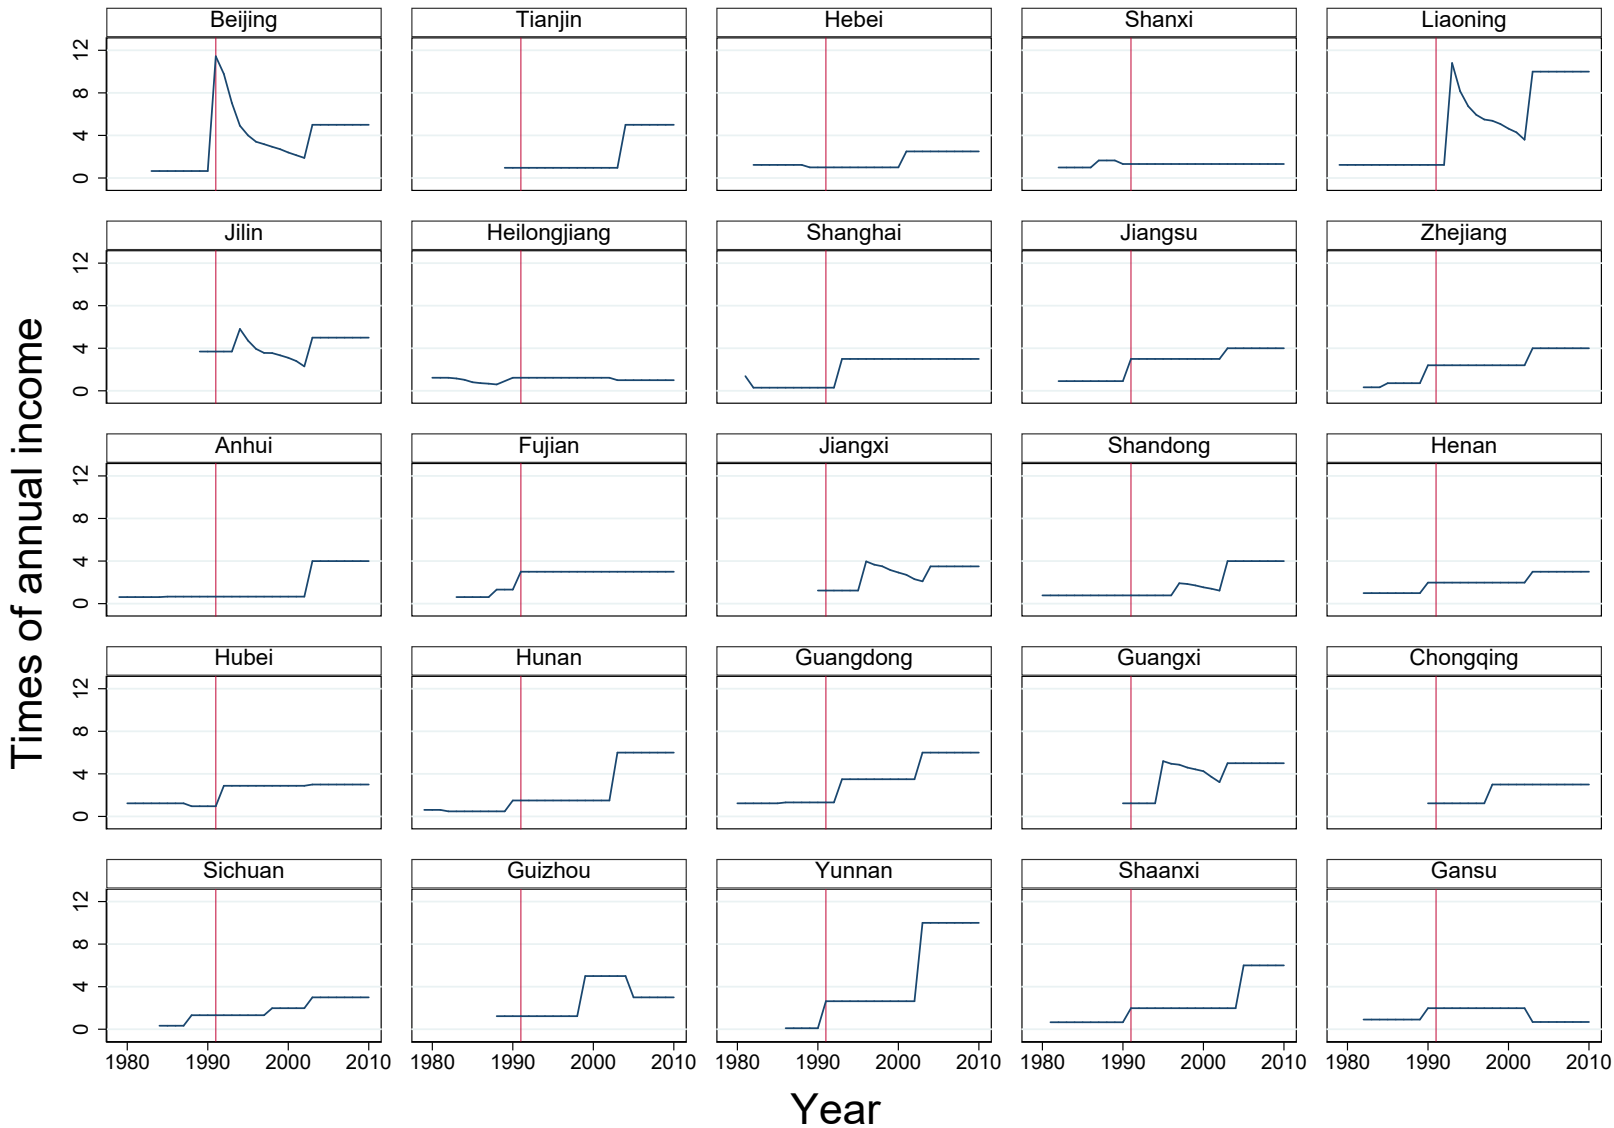 Beijing Tianjin Hebei Shanxi Liaoning
12
8
4
0
Jilin Heilongjiang Shanghai Jiangsu Zhejiang
12
8
4
0
Anhui Fujian Jiangxi Shandong Henan
12
8
4
0
Hubei Hunan Guangdong Guangxi Chongqing
12
8
4
0
Sichuan Guizhou Yunnan Shaanxi Gansu
12
8
4
0
1980 1990 2000 2010 1980 1990 2000 2010 1980 1990 2000 2010 1980 1990 2000 2010 1980 1990 2000 2010
Times of annual income
Year